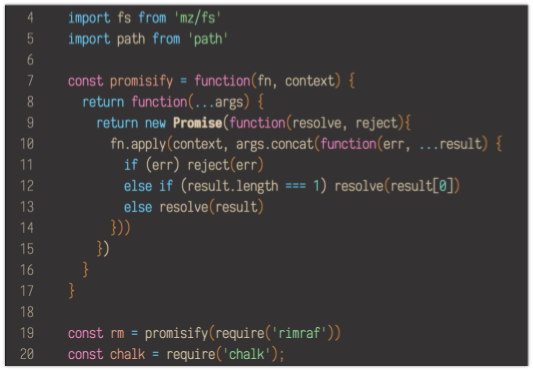 4 import fs from 'mz/fs'
5 import path from 'path'
6
7 const promisify = function(fn, context) {
8 return function(...args) {
9 return new Promise(function(resolve, reject){
10 fn.apply(context, args.concat(function(err, ...result) {
11 if (err) reject(err)
12 else if (result.length === 1) resolve(result[0])
13 else resolve(result)
14 }))
15 })
16 }
17 }
18
19 const rm = promisify(require('rimraf'))
20 const chalk = require('chalk');